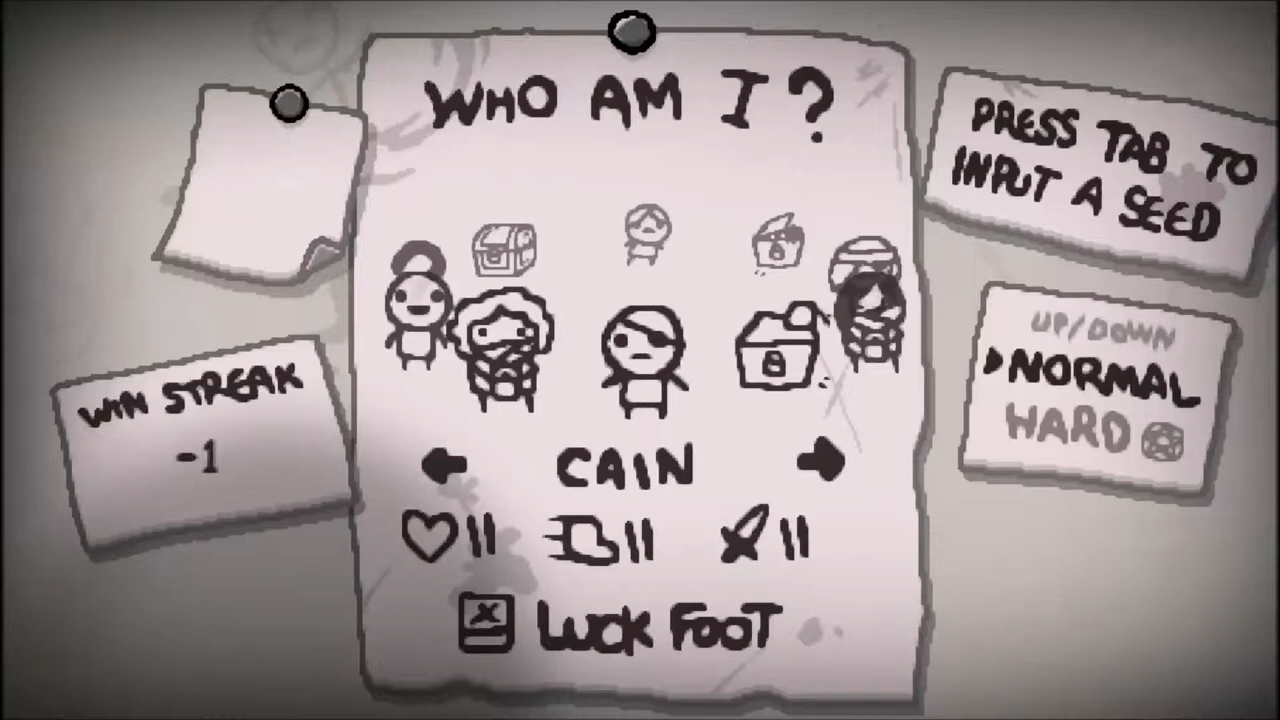 WHO AM I?
PRESS TAB TO
INPUT A SEED
UP/DOWN
NORMAL
HARD
WIN STREAK
-1
CAIN
LUCK FOOT